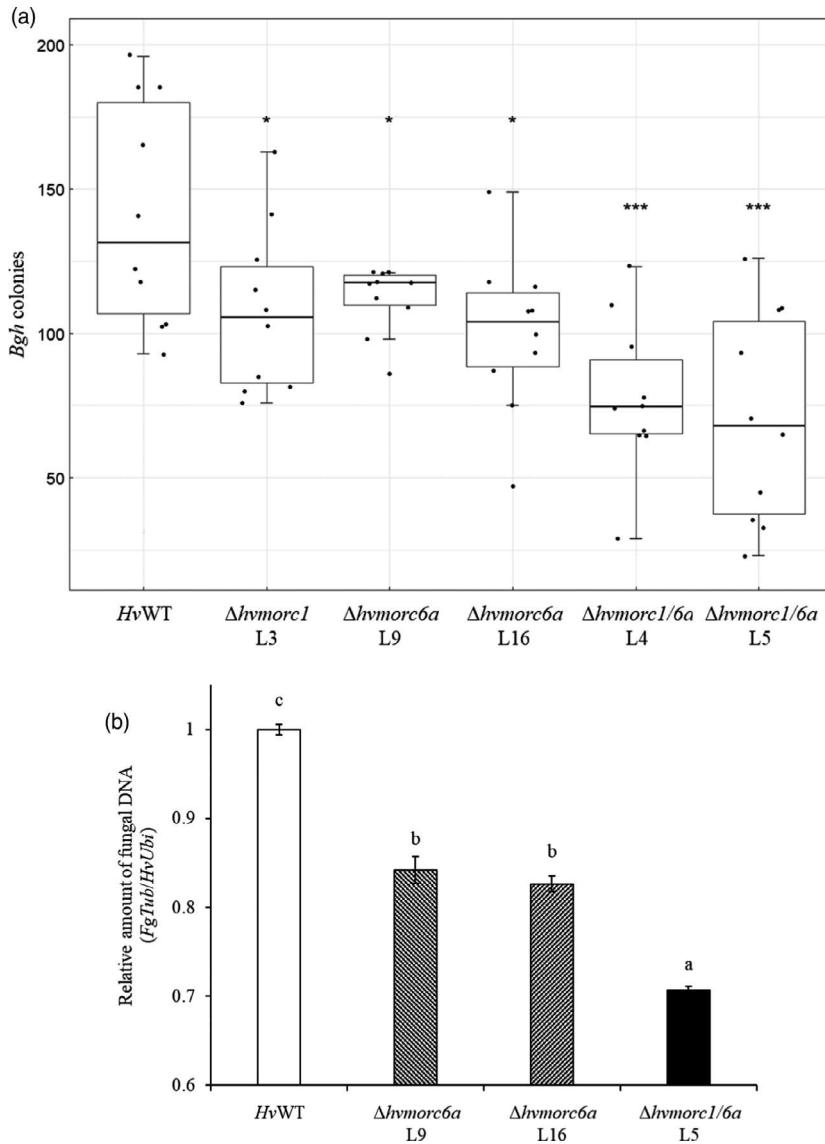 (a)
200
150
100
50
Bgh colonies
* * * *** ***
HvWT Δhvmorc1 Δhvmorc6a Δhvmorc6a Δhvmorc1/6a Δhvmorc1/6a
L3 L9 L16 L4 L5
(b)
Relative amount of fungal DNA
(FgTub/HvUbi)
1
0.9
0.8
0.7
0.6
c
b
b
a
HvWT Δhvmorc6a Δhvmorc6a Δhvmorc1/6a
L9 L16 L5